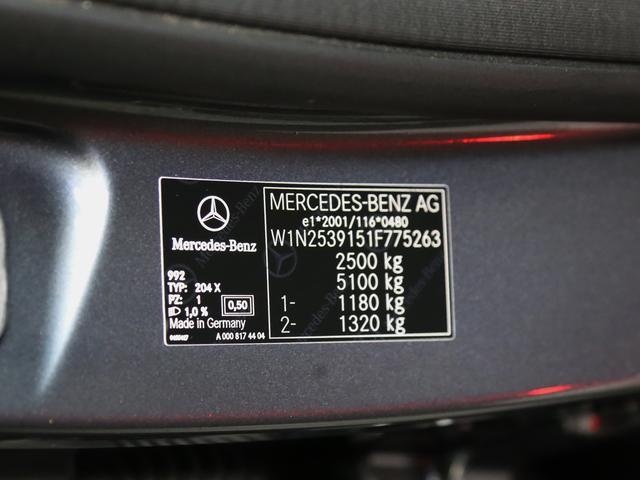 Mercedes-Benz
992
TYP: 204 X
PZ: 1
1,0 %
0,50
Made in Germany
A 000 817 44 04
MERCEDES-BENZ AG
e1*2001/116*0480
W1N2539151F775263
2500 kg
5100 kg
1- 1180 kg
2- 1320 kg